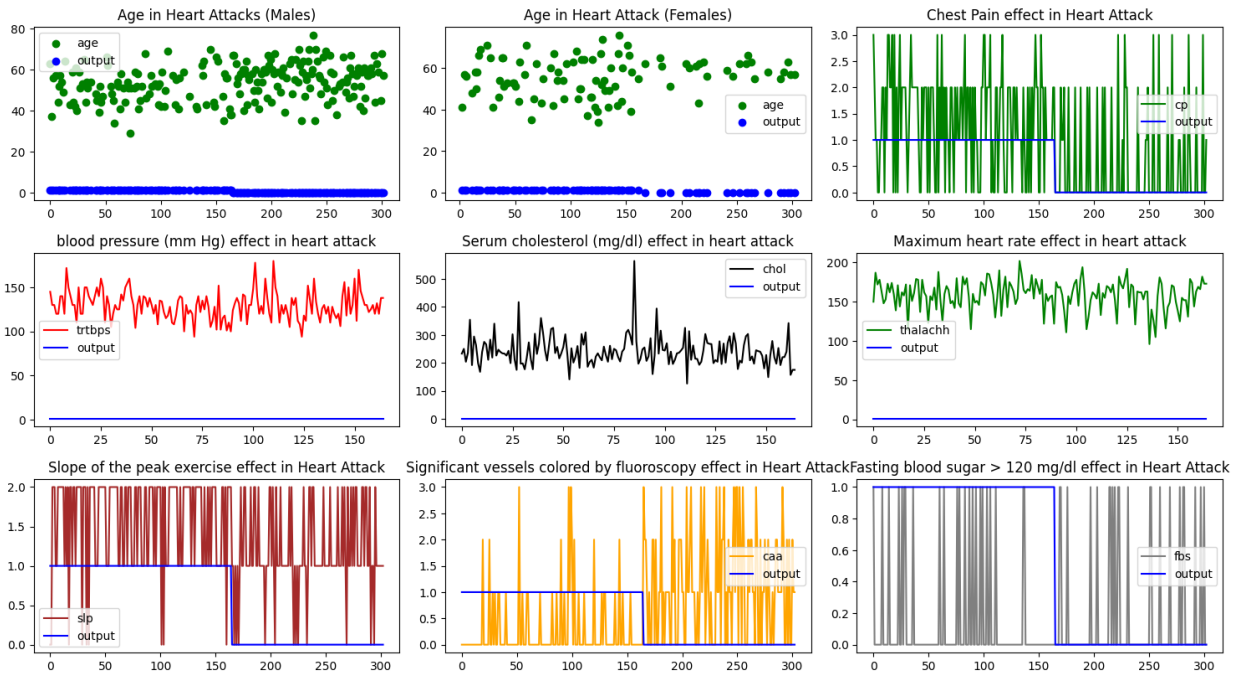 Age in Heart Attacks (Males)
80
60
40
20
0
0 50 100 150 200 250 300
age
output
Age in Heart Attack (Females)
60
40
20
0
0 50 100 150 200 250 300
age
output
Chest Pain effect in Heart Attack
3.0
2.5
2.0
1.5
1.0
0.5
0.0
0 50 100 150 200 250 300
cp
output
blood pressure (mm Hg) effect in heart attack
150
100
50
0
0 25 50 75 100 125 150
trtbps
output
Serum cholesterol (mg/dl) effect in heart attack
500
400
300
200
100
0
0 25 50 75 100 125 150
chol
output
Maximum heart rate effect in heart attack
200
150
100
50
0
0 25 50 75 100 125 150
thalachh
output
Slope of the peak exercise effect in Heart Attack
2.0
1.5
1.0
0.5
0.0
0 50 100 150 200 250 300
slp
output
Significant vessels colored by fluoroscopy effect in Heart Attack
3.0
2.5
2.0
1.5
1.0
0.5
0.0
0 50 100 150 200 250 300
caa
output
Fasting blood sugar > 120 mg/dl effect in Heart Attack
1.0
0.8
0.6
0.4
0.2
0.0
0 50 100 150 200 250 300
fbs
output